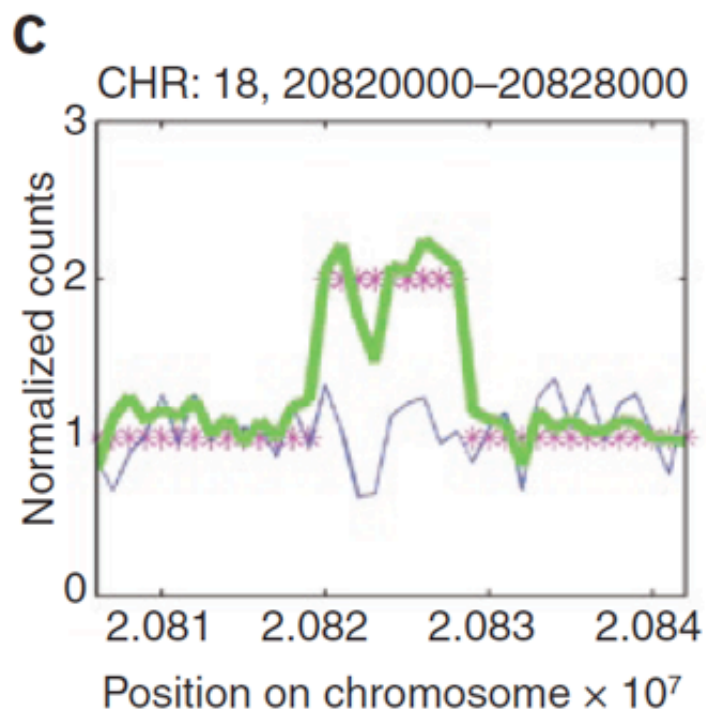 C
CHR: 18, 20820000–20828000
Normalized counts
3
2
1
0
2.081 2.082 2.083 2.084
Position on chromosome × 10⁷